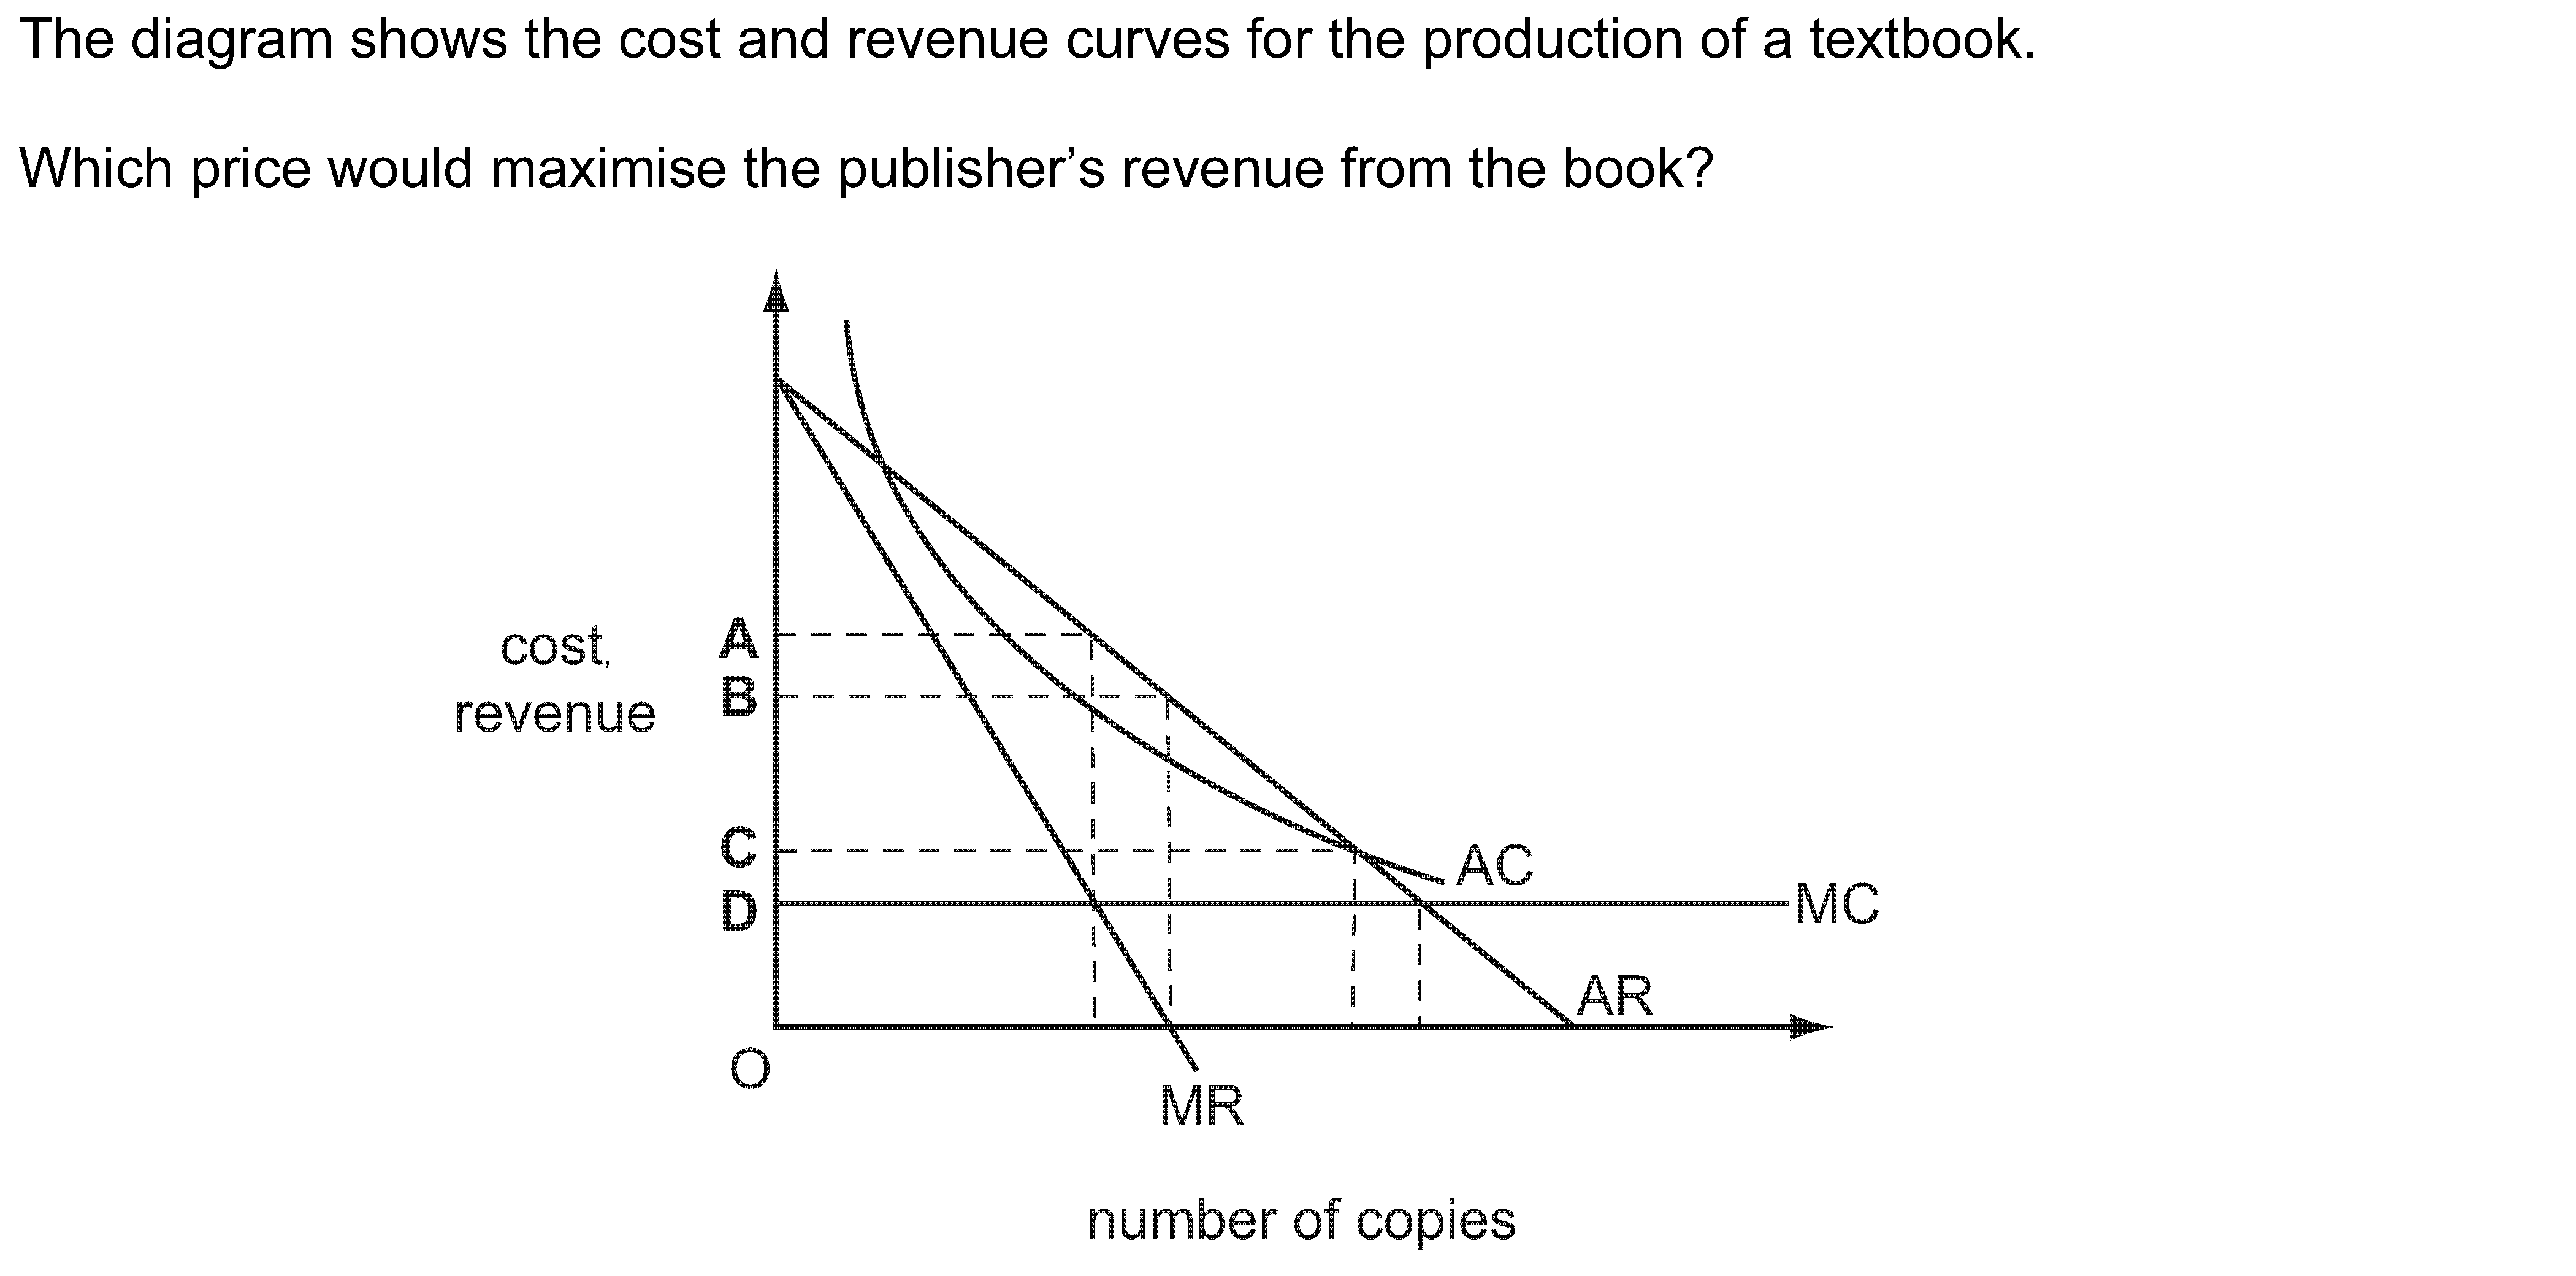 The diagram shows the cost and revenue curves for the production of a textbook.
Which price would maximise the publisher’s revenue from the book?
cost,
revenue
A
B
C
D
AC
MC
AR
O
MR
number of copies